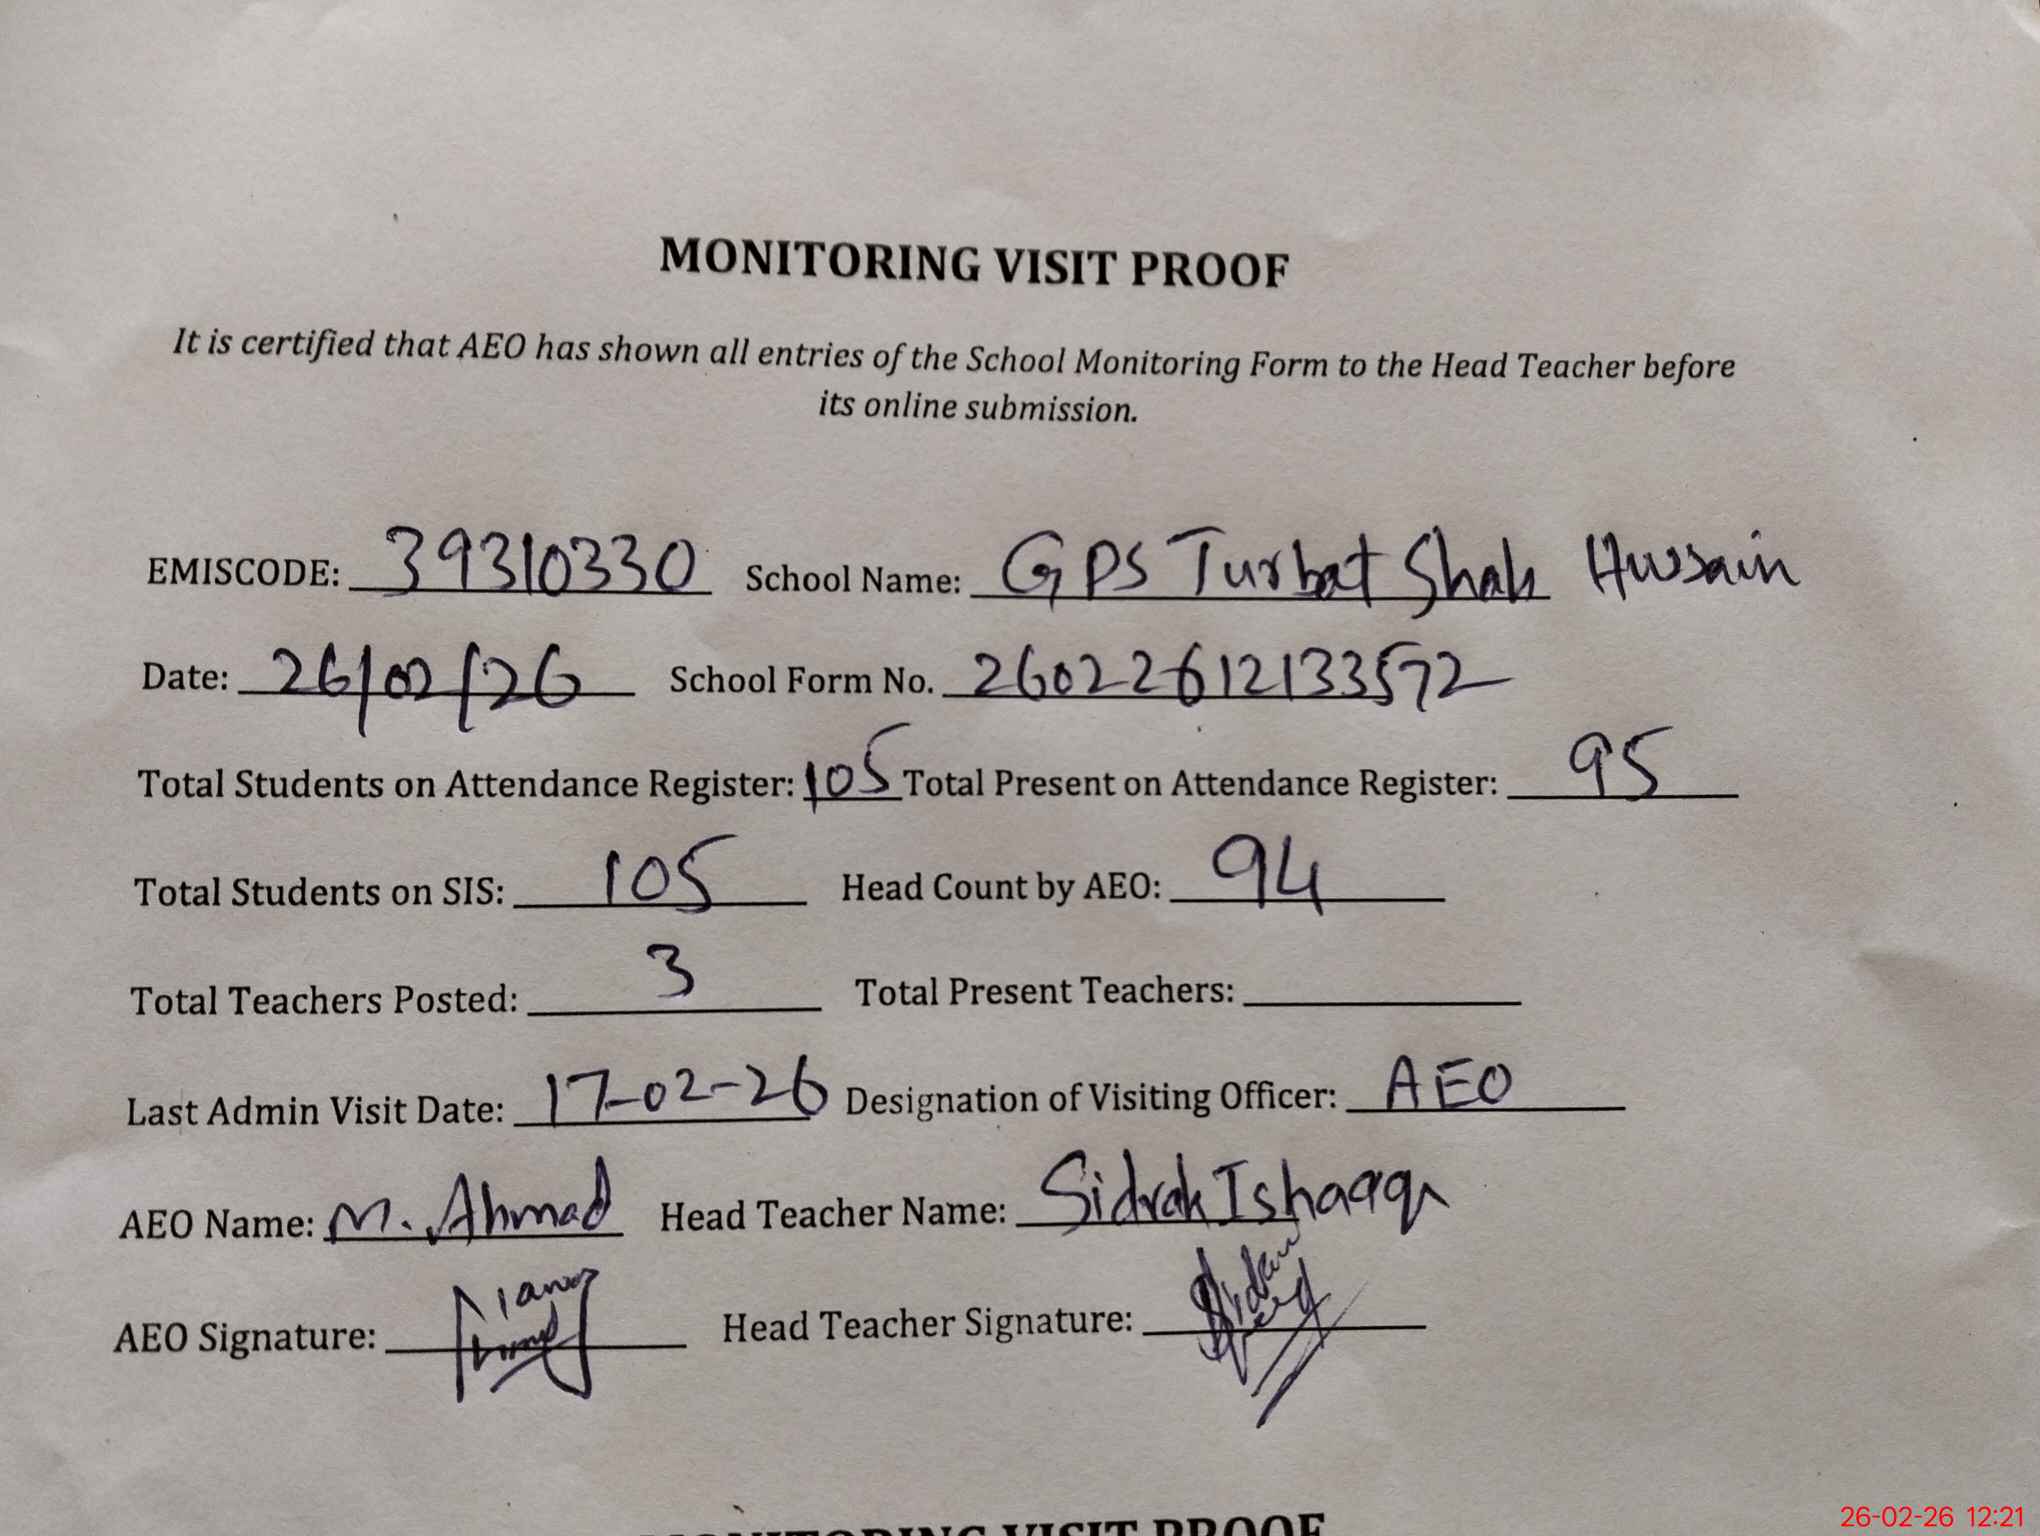 MONITORING VISIT PROOF
It is certified that AEO has shown all entries of the School Monitoring Form to the Head Teacher before
its online submission.
EMISCODE: 39310330 School Name: GPS Turbat Shah Hussain
Date: 26/02/26 School Form No. 26022612133572
Total Students on Attendance Register: 105 Total Present on Attendance Register: 95
Total Students on SIS: 105 Head Count by AEO: 94
Total Teachers Posted: 3 Total Present Teachers:
Last Admin Visit Date: 17-02-26 Designation of Visiting Officer: AEO
AEO Name: M. Ahmad Head Teacher Name: Sidrah Ishaaq
AEO Signature: Head Teacher Signature:
MONITORING VISIT PROOF
26-02-26 12:21